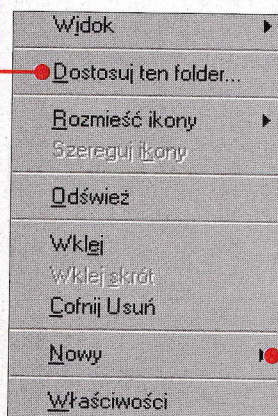 Widok
Dostosuj ten folder...
Rozmieść ikony
Szereguj ikony
Odśwież
Wklej
Wklej skrót
Cofnij Usuń
Nowy
Właściwości